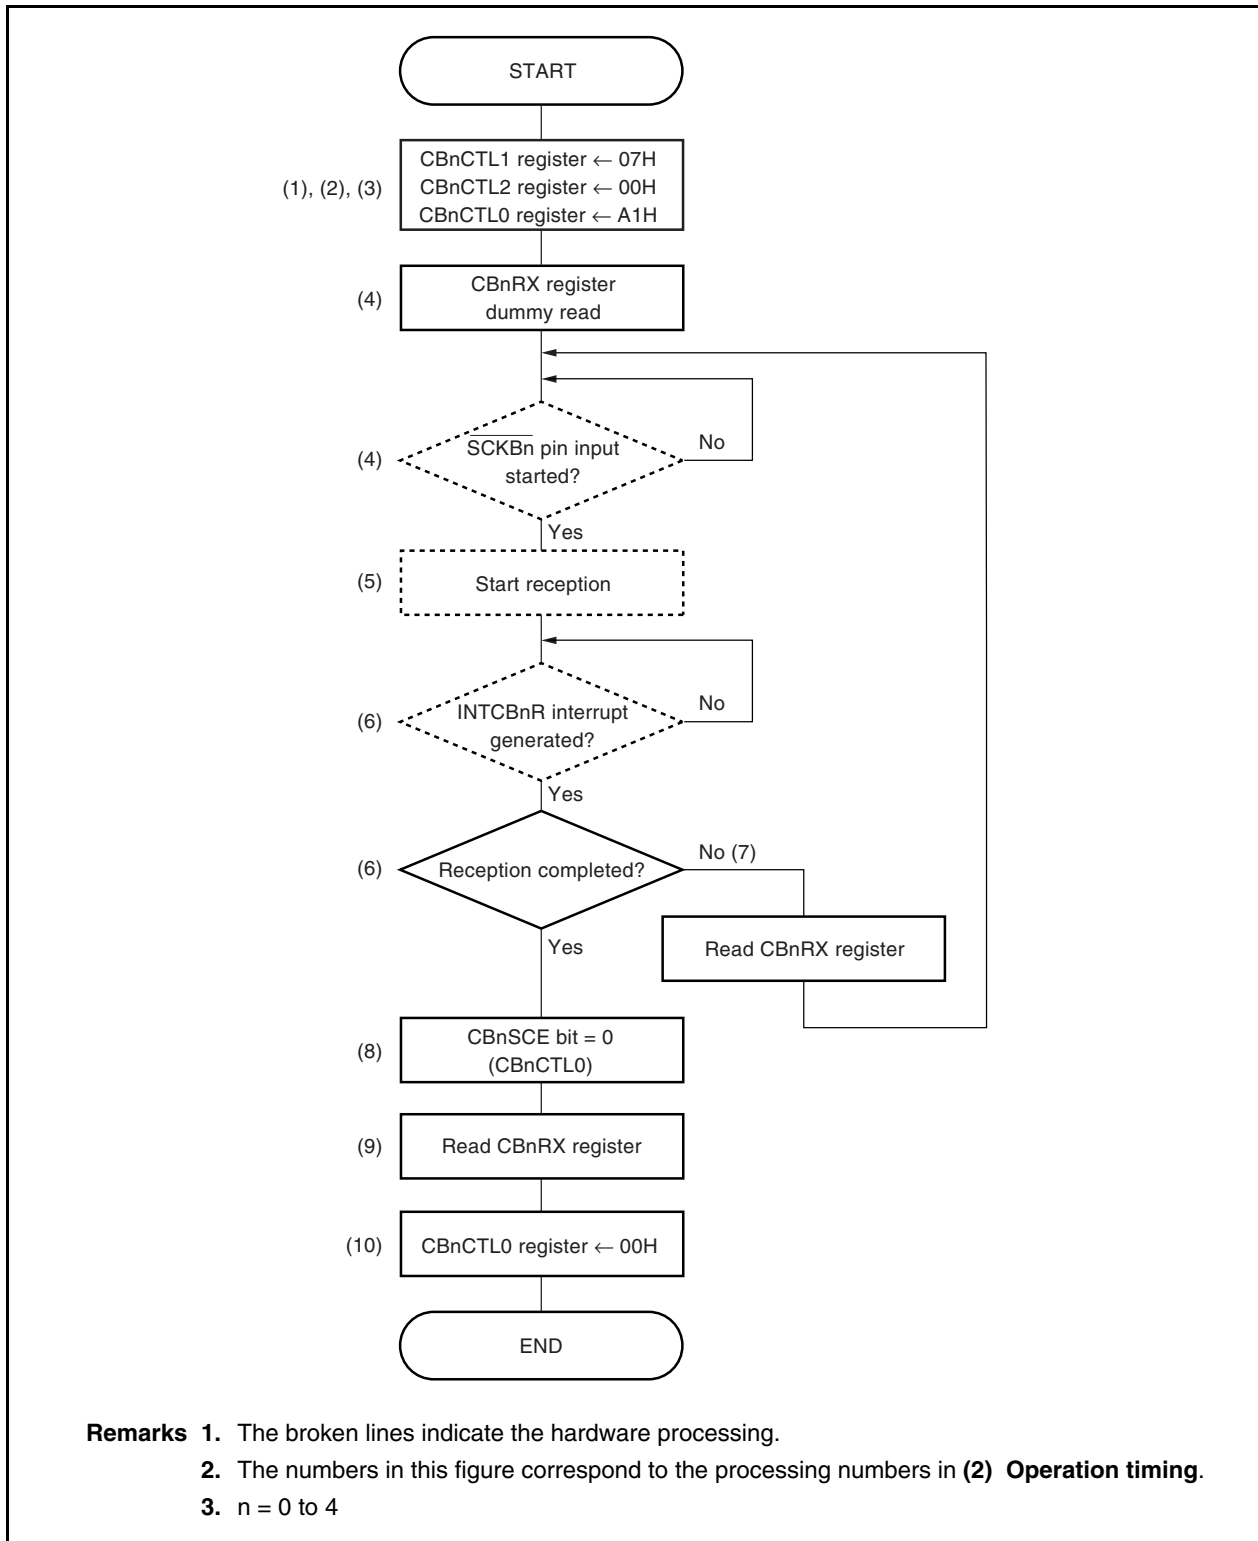 START
(1), (2), (3)
CBnCTL1 register ← 07H
CBnCTL2 register ← 00H
CBnCTL0 register ← A1H
(4)
CBnRX register
dummy read
(4)
SCKBn pin input
started?
No
Yes
(5)
Start reception
(6)
INTCBnR interrupt
generated?
No
Yes
(6)
Reception completed?
No (7)
Read CBnRX register
Yes
(8)
CBnSCE bit = 0
(CBnCTL0)
(9)
Read CBnRX register
(10)
CBnCTL0 register ← 00H
END
Remarks 1. The broken lines indicate the hardware processing.
2. The numbers in this figure correspond to the processing numbers in (2) Operation timing.
3. n = 0 to 4